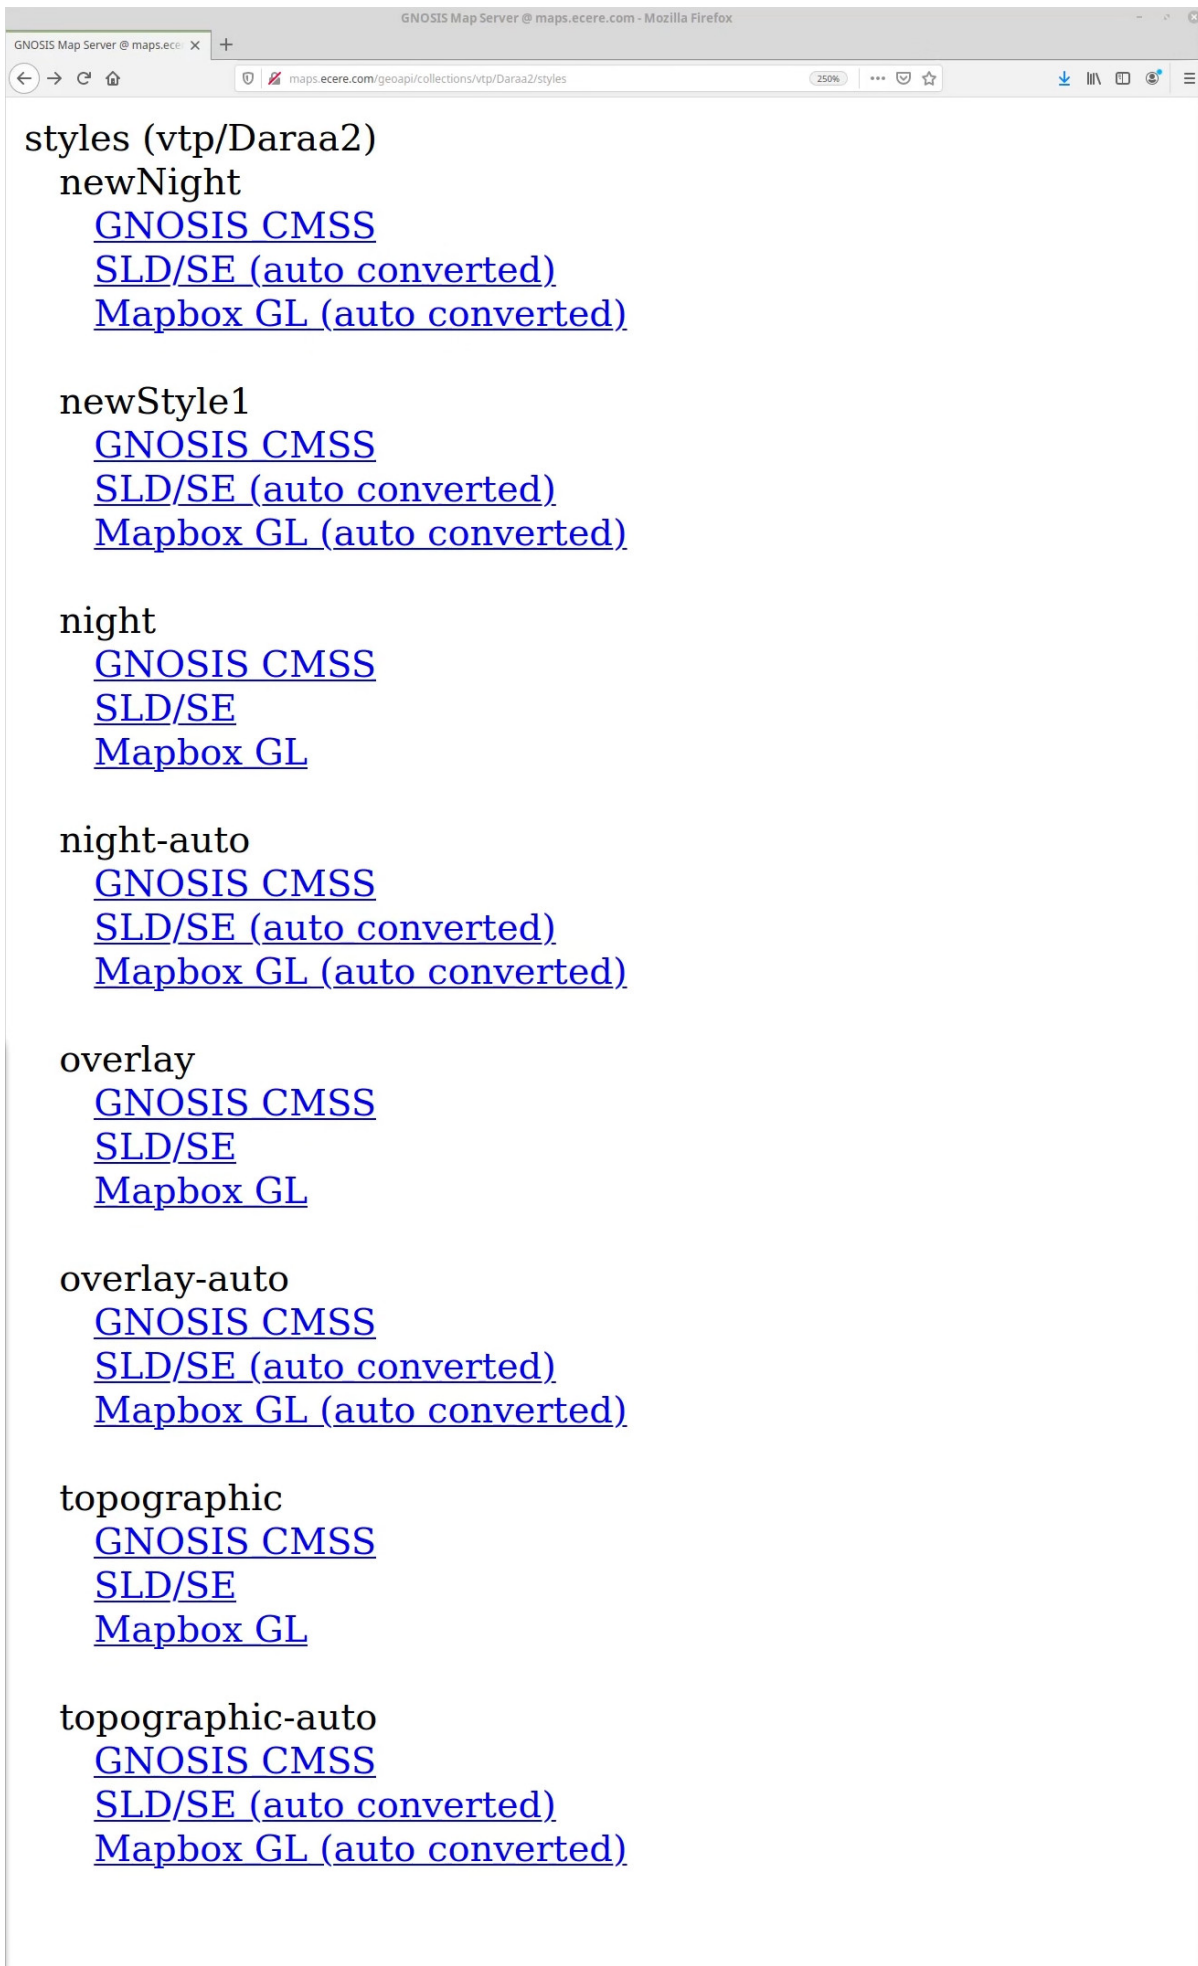 GNOSIS Map Server @ maps.ecere.com - Mozilla Firefox
GNOSIS Map Server @ maps.ece
maps.ecere.com/geoapi/collections/vtp/Daraa2/styles
250%
styles (vtp/Daraa2)
newNight
GNOSIS CMSS
SLD/SE (auto converted)
Mapbox GL (auto converted)
newStyle1
GNOSIS CMSS
SLD/SE (auto converted)
Mapbox GL (auto converted)
night
GNOSIS CMSS
SLD/SE
Mapbox GL
night-auto
GNOSIS CMSS
SLD/SE (auto converted)
Mapbox GL (auto converted)
overlay
GNOSIS CMSS
SLD/SE
Mapbox GL
overlay-auto
GNOSIS CMSS
SLD/SE (auto converted)
Mapbox GL (auto converted)
topographic
GNOSIS CMSS
SLD/SE
Mapbox GL
topographic-auto
GNOSIS CMSS
SLD/SE (auto converted)
Mapbox GL (auto converted)